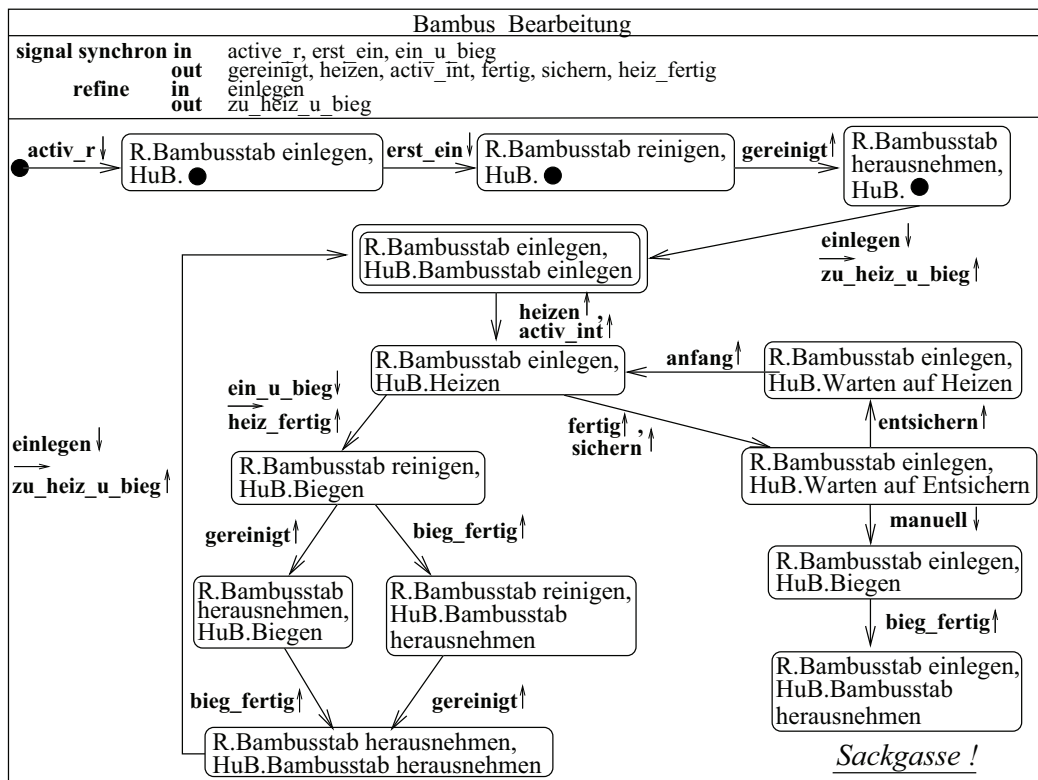 Bambus Bearbeitung
signal synchron in active_r, erst_ein, ein_u_bieg
out gereinigt, heizen, activ_int, fertig, sichern, heiz_fertig
refine in einlegen
out zu_heiz_u_bieg
activ_r↓
R.Bambusstab einlegen,
HuB. ●
erst_ein↓
R.Bambusstab reinigen,
HuB. ●
gereinigt↑
R.Bambusstab
herausnehmen,
HuB. ●
einlegen↓
zu_heiz_u_bieg↑
R.Bambusstab einlegen,
HuB.Bambusstab einlegen
heizen↑,
activ_int↑
R.Bambusstab einlegen,
HuB.Heizen
anfang↑
R.Bambusstab einlegen,
HuB.Warten auf Heizen
ein_u_bieg↓
heiz_fertig↑
fertig↑,
sichern↑
entsichern↑
einlegen↓
zu_heiz_u_bieg↑
R.Bambusstab reinigen,
HuB.Biegen
R.Bambusstab einlegen,
HuB.Warten auf Entsichern
gereinigt↑
bieg_fertig↑
manuell↓
R.Bambusstab
herausnehmen,
HuB.Biegen
R.Bambusstab reinigen,
HuB.Bambusstab
herausnehmen
R.Bambusstab einlegen,
HuB.Biegen
bieg_fertig↑
bieg_fertig↑
gereinigt↑
R.Bambusstab einlegen,
HuB.Bambusstab
herausnehmen
R.Bambusstab herausnehmen,
HuB.Bambusstab herausnehmen
Sackgasse !